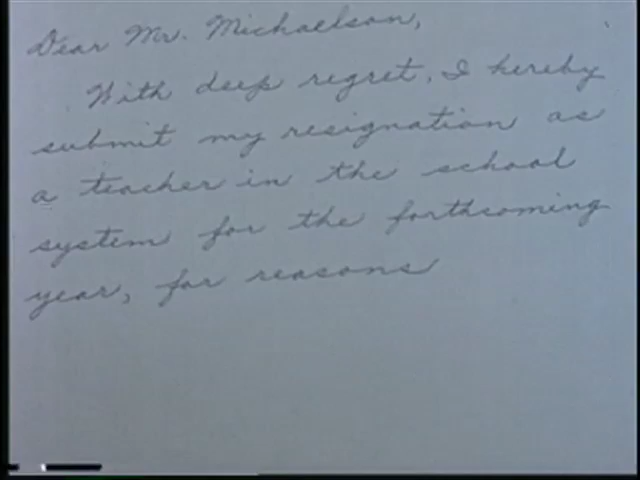 Dear Mr. Michaelson,
With deep regret, I hereby
submit my resignation as
a teacher in the school
system for the forthcoming
year, for reasons